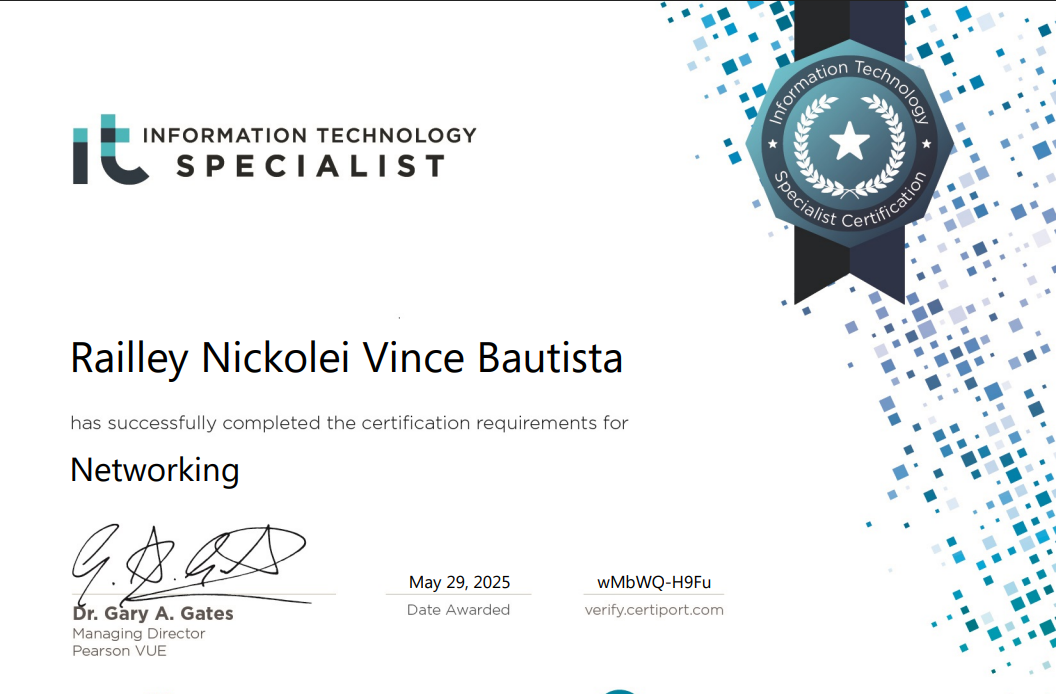 it INFORMATION TECHNOLOGY
SPECIALIST
Information Technology
Specialist Certification
Railley Nickolei Vince Bautista
has successfully completed the certification requirements for
Networking
May 29, 2025
wMbWQ-H9Fu
Dr. Gary A. Gates
Date Awarded
verify.certiport.com
Managing Director
Pearson VUE